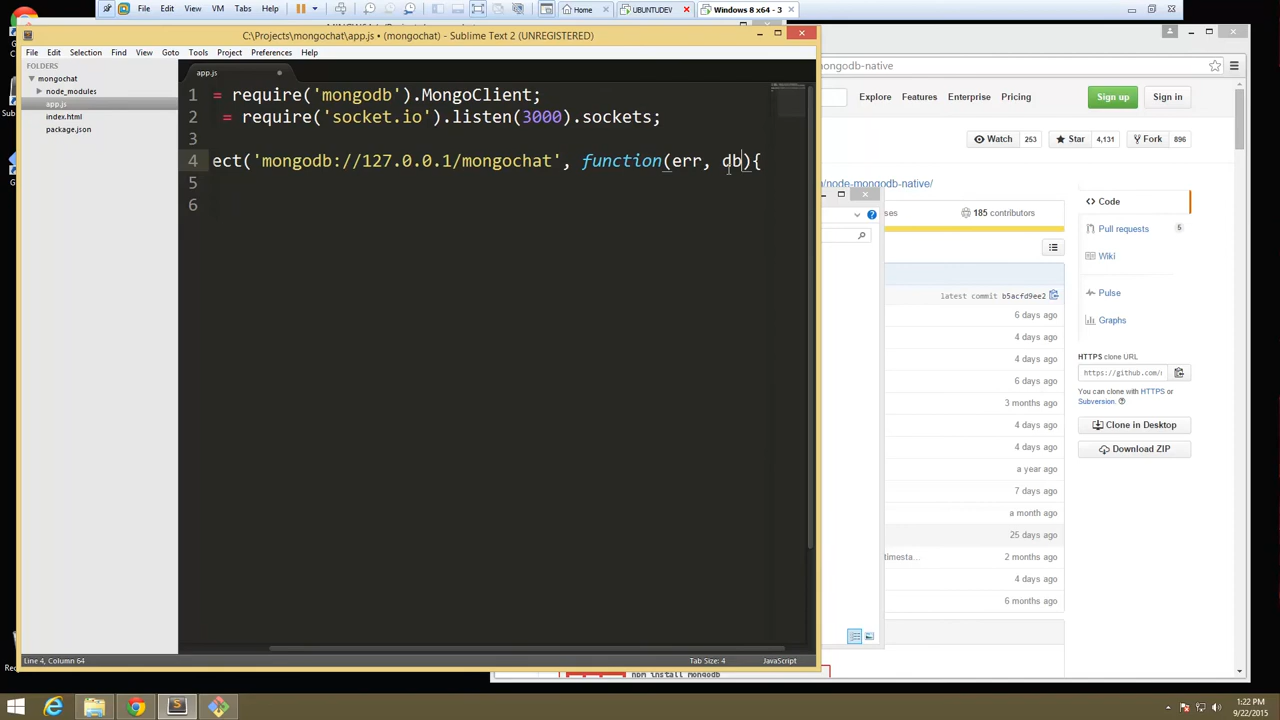 File Edit View VM Tabs Help
Home
UBUNTUDEV
Windows 8 x64 - 3
C:\Projects\mongochat\app.js • (mongochat) - Sublime Text 2 (UNREGISTERED)
File Edit Selection Find View Goto Tools Project Preferences Help
FOLDERS
mongochat
node_modules
app.js
index.html
package.json
app.js
1 = require('mongodb').MongoClient;
2 = require('socket.io').listen(3000).sockets;
3
4 ect('mongodb://127.0.0.1/mongochat', function(err, db){
5
6
Line 4, Column 64
Tab Size: 4
JavaScript
mongodb-native
Explore Features Enterprise Pricing
Sign up
Sign in
Watch 253
Star 4,131
Fork 896
/node-mongodb-native/
ses
185 contributors
latest commit b5acfd9ee2
6 days ago
4 days ago
4 days ago
6 days ago
3 months ago
4 days ago
4 days ago
a year ago
7 days ago
a month ago
25 days ago
timesta... 2 months ago
4 days ago
6 months ago
Code
Pull requests 5
Wiki
Pulse
Graphs
HTTPS clone URL
https://github.com/
You can clone with HTTPS or
Subversion.
Clone in Desktop
Download ZIP
npm install mongodb
1:22 PM
9/22/2015